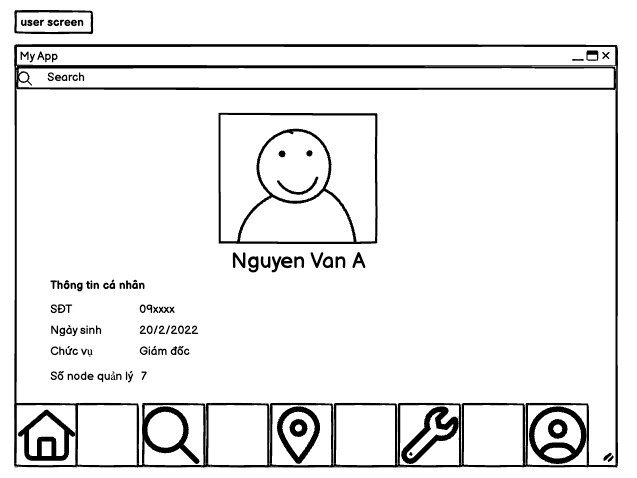 user screen
My App
Search
Nguyen Van A
Thông tin cá nhân
SĐT 09xxxx
Ngày sinh 20/2/2022
Chức vụ Giám đốc
Số node quản lý 7